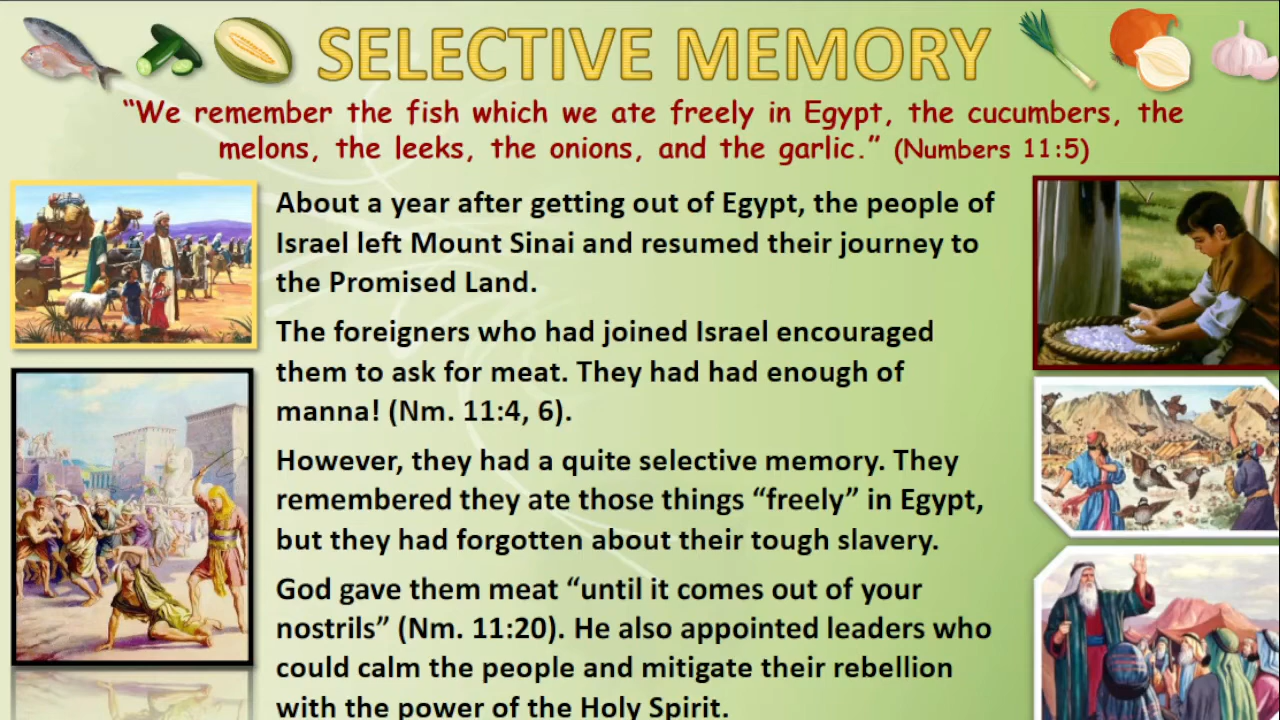 SELECTIVE MEMORY
“We remember the fish which we ate freely in Egypt, the cucumbers, the
melons, the leeks, the onions, and the garlic.” (Numbers 11:5)
About a year after getting out of Egypt, the people of
Israel left Mount Sinai and resumed their journey to
the Promised Land.
The foreigners who had joined Israel encouraged
them to ask for meat. They had had enough of
manna! (Nm. 11:4, 6).
However, they had a quite selective memory. They
remembered they ate those things “freely” in Egypt,
but they had forgotten about their tough slavery.
God gave them meat “until it comes out of your
nostrils” (Nm. 11:20). He also appointed leaders who
could calm the people and mitigate their rebellion
with the power of the Holy Spirit.